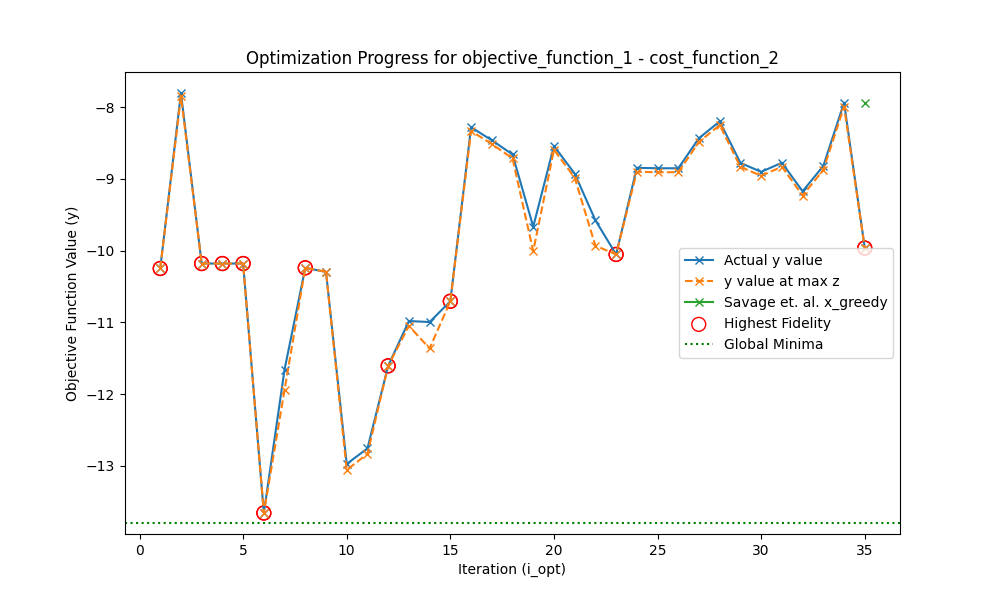 Optimization Progress for objective_function_1 - cost_function_2
Objective Function Value (y)
−8
−9
−10
−11
−12
−13
Actual y value
y value at max z
Savage et. al. x_greedy
Highest Fidelity
Global Minima
0 5 10 15 20 25 30 35
Iteration (i_opt)